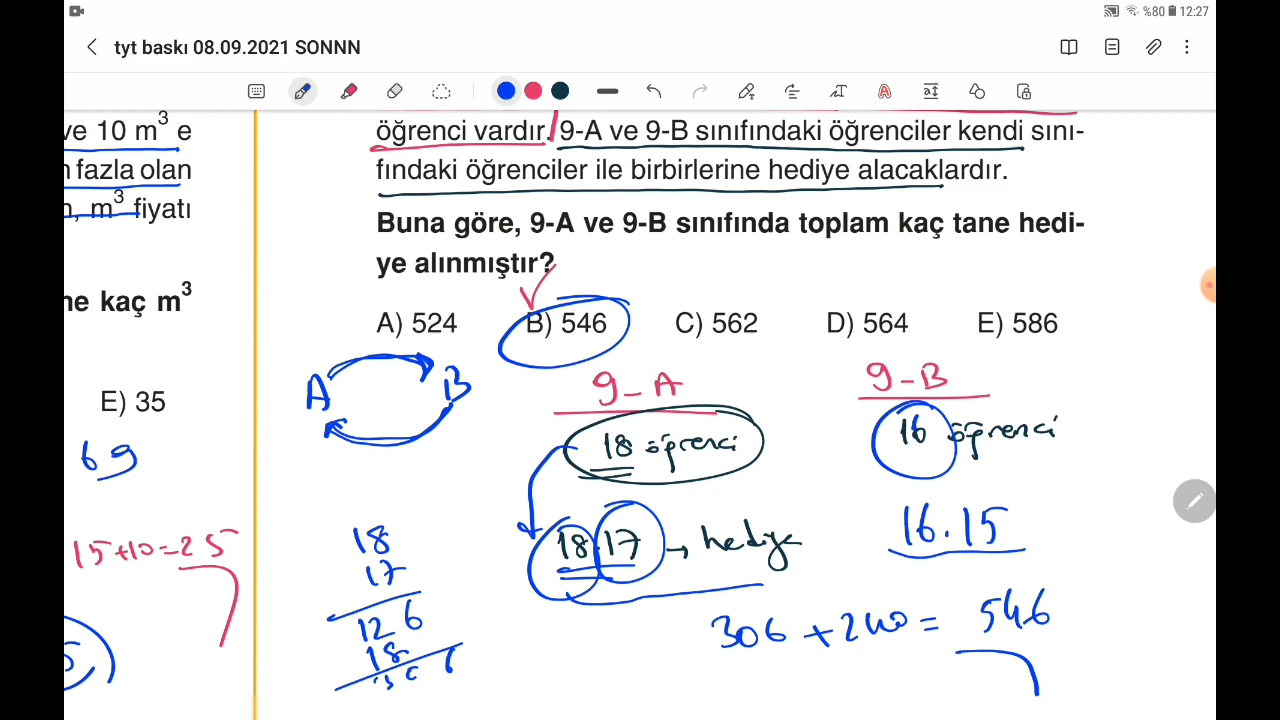 %80 12:27
tyt baskı 08.09.2021 SONNN
ve 10 m³ e
fazla olan
m³ fiyatı
ne kaç m³
E) 35
69
15+10=25
öğrenci vardır. 9-A ve 9-B sınıfındaki öğrenciler kendi sını-
fındaki öğrenciler ile birbirlerine hediye alacaklardır.
Buna göre, 9-A ve 9-B sınıfında toplam kaç tane hedi-
ye alınmıştır?
A) 524 B) 546 C) 562 D) 564 E) 586
A B
9-A 9-B
18 öğrenci 16 öğrenci
18.17 → hediye 16.15
18
17
126
18
306 + 240 = 546